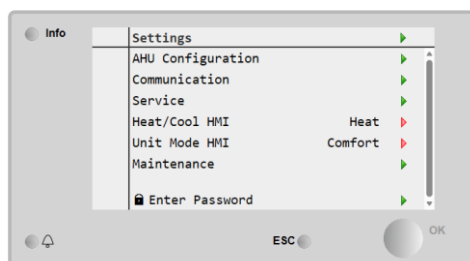 Info
Settings
AHU Configuration
Communication
Service
Heat/Cool HMI Heat
Unit Mode HMI Comfort
Maintenance
Enter Password
ESC
OK